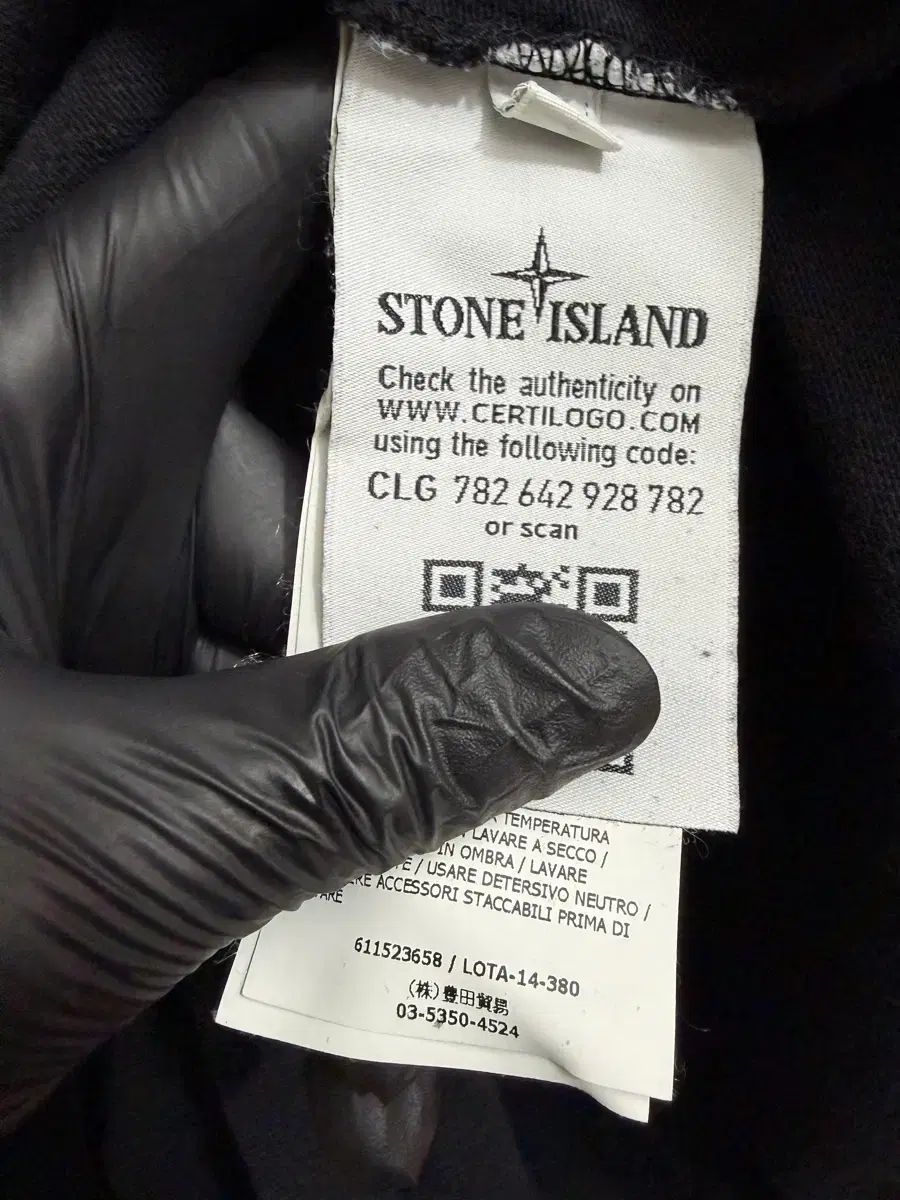 STONE ISLAND
Check the authenticity on
WWW.CERTILOGO.COM
using the following code:
CLG 782 642 928 782
or scan
TEMPERATURA
LAVARE A SECCO /
IN OMBRA / LAVARE
/ USARE DETERSIVO NEUTRO /
ACCESSORI STACCABILI PRIMA DI
611523658 / LOTA-14-380
(株)豊田貿易
03-5350-4524